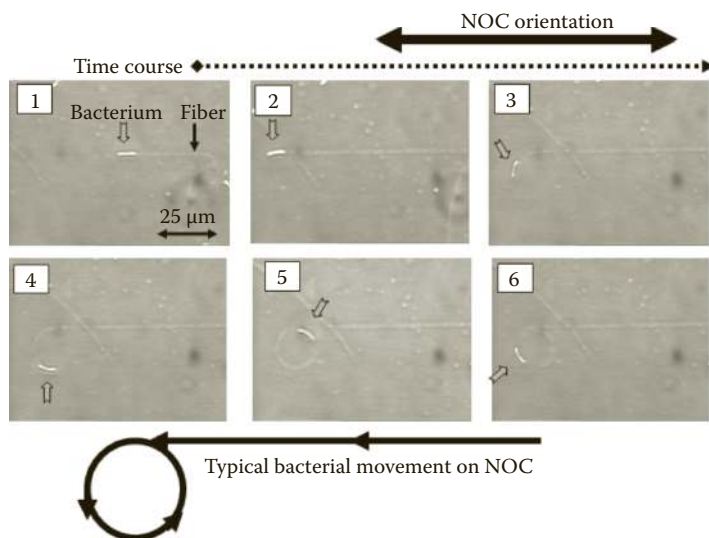 NOC orientation
Time course
1
2
3
Bacterium
Fiber
25 µm
4
5
6
Typical bacterial movement on NOC